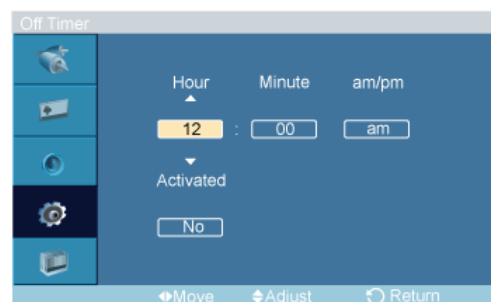 Off Timer
Hour Minute am/pm
12 : 00 am
Activated
No
Move Adjust Return